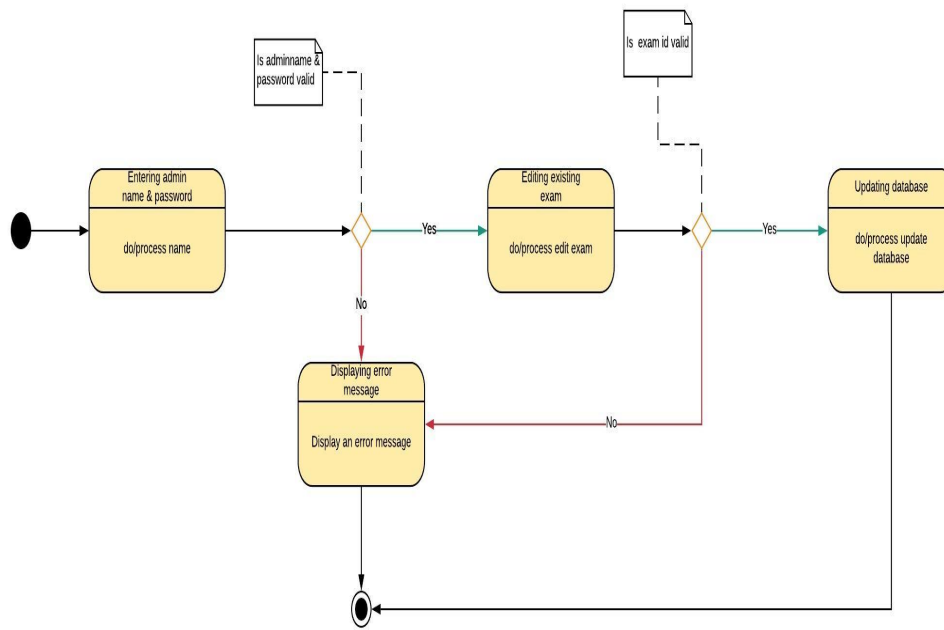 Is adminname &
password valid
Is  exam id valid
Entering admin
name & password
do/process name
Yes
Editing existing
exam
do/process edit exam
Yes
Updating database
do/process update
database
No
Displaying error
message
Display an error message
No